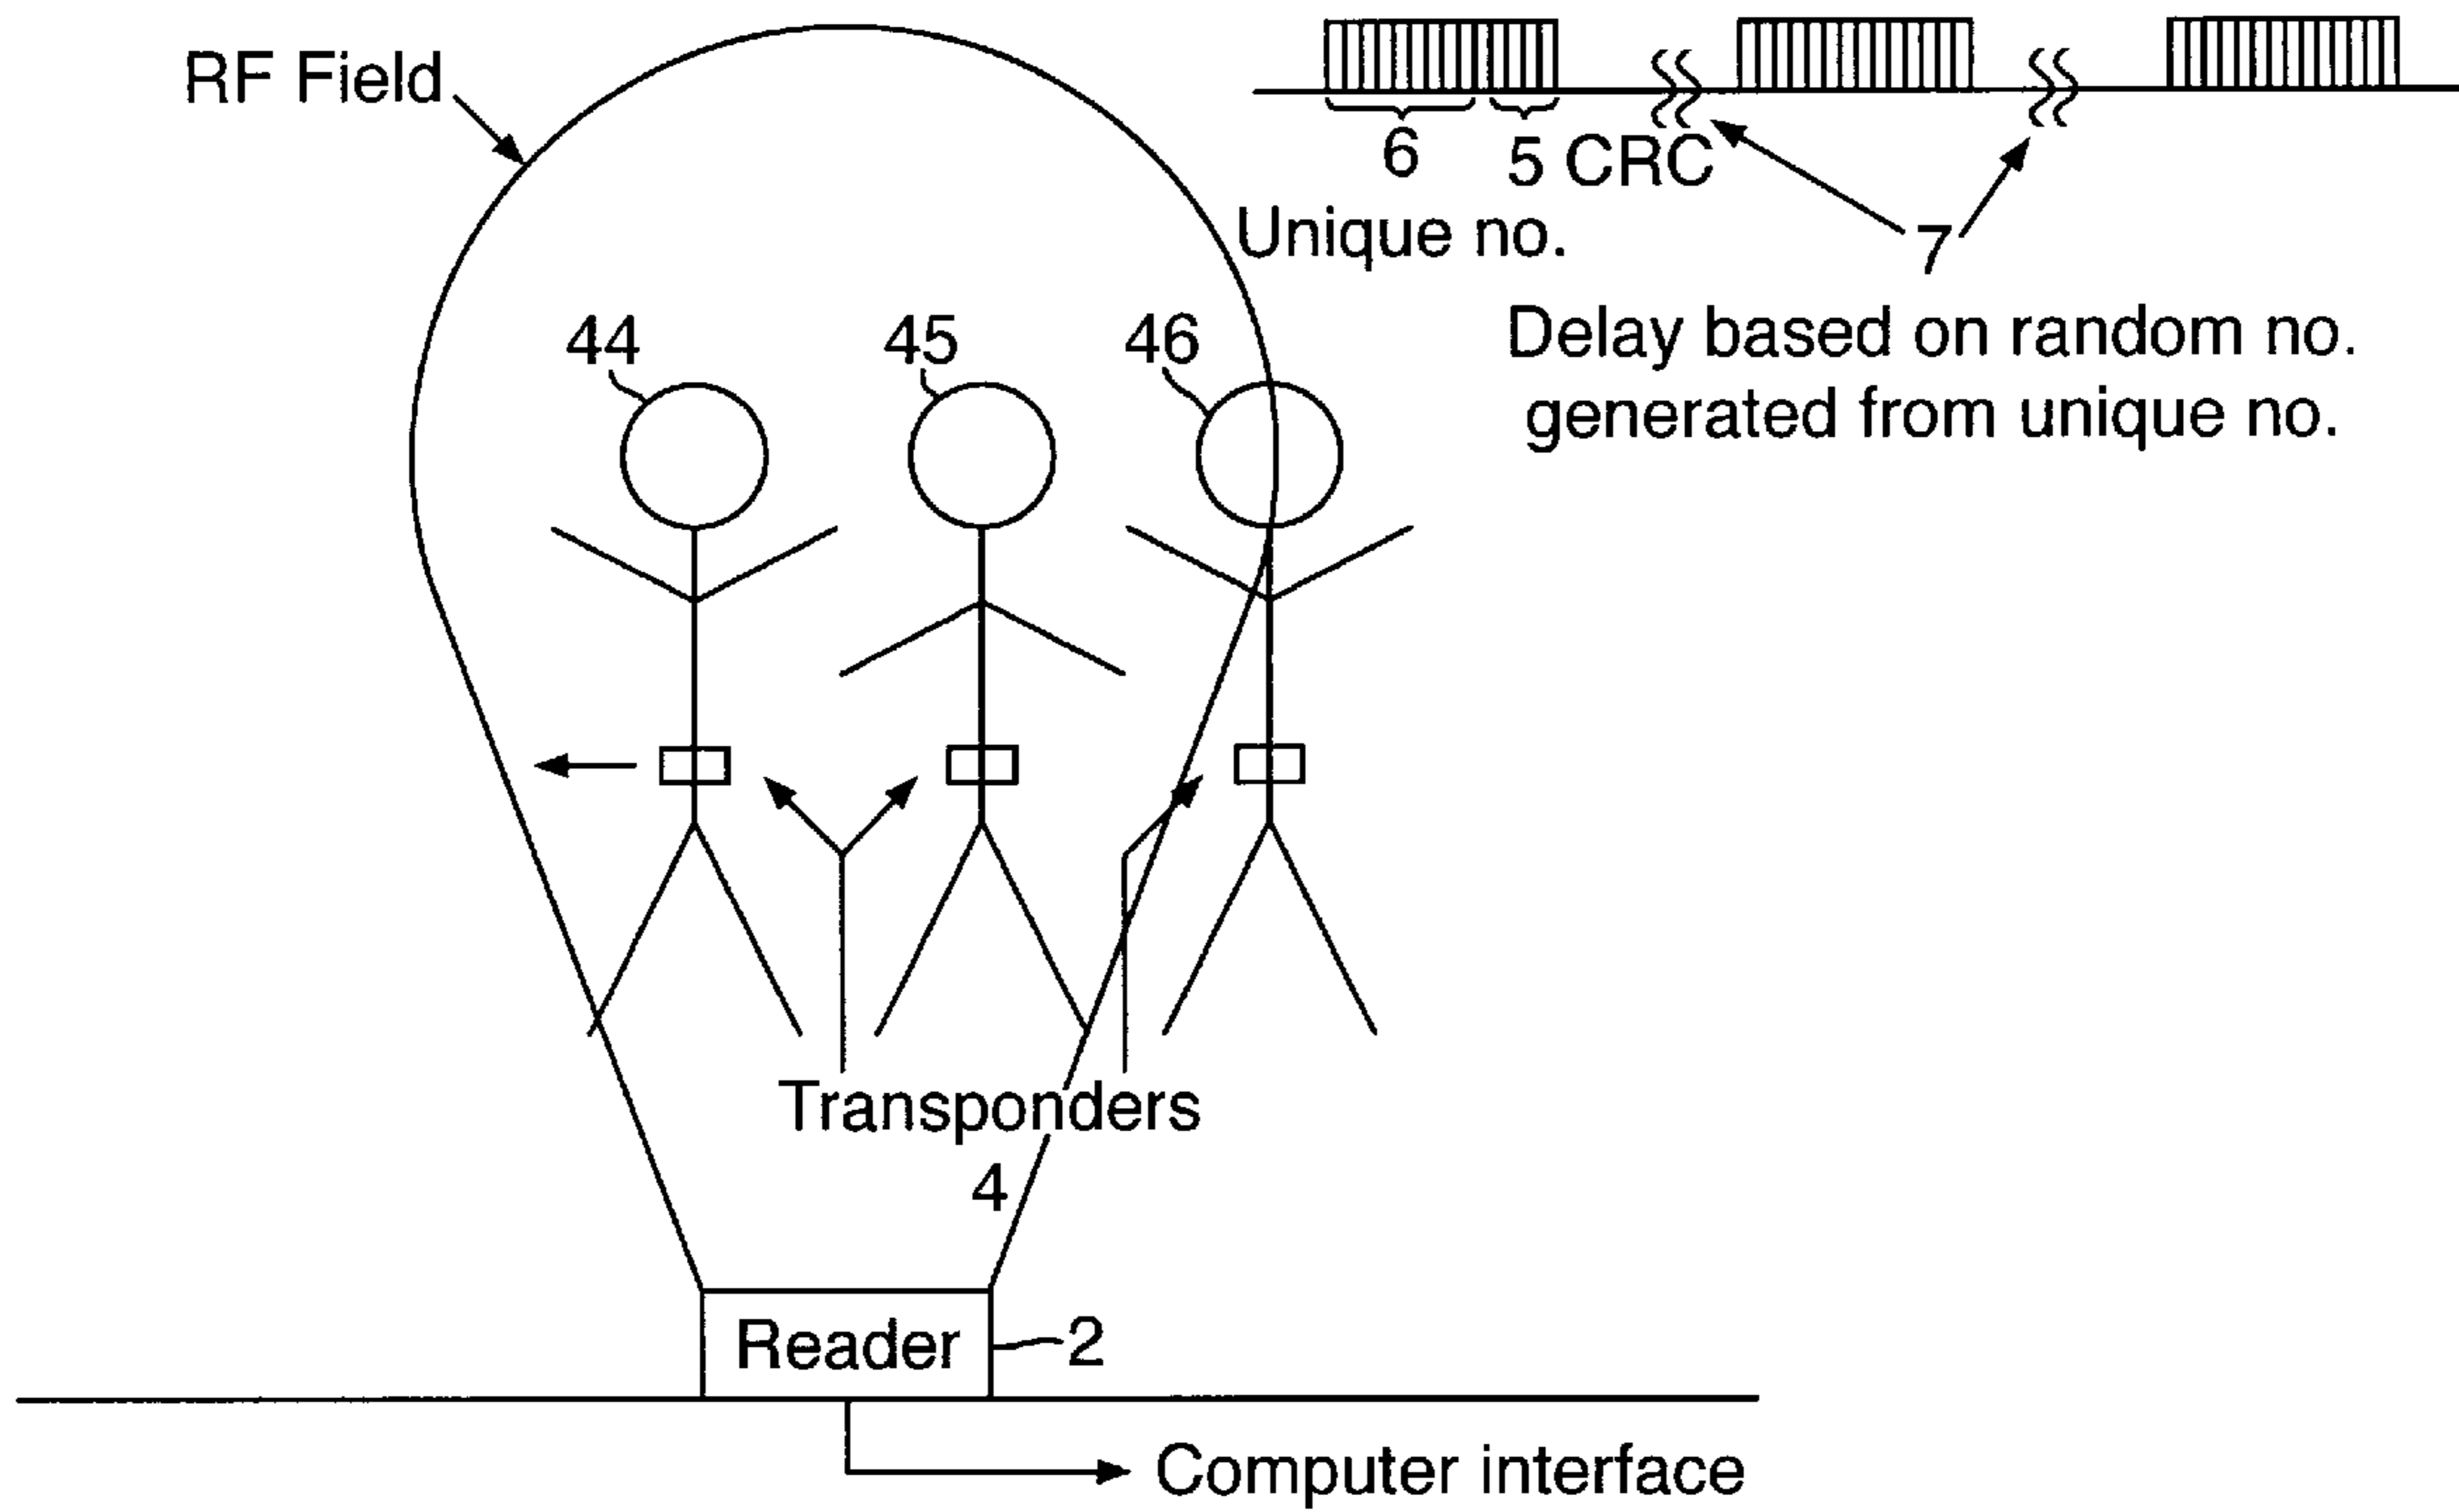 RF Field
6
5 CRC
Unique no.
7
Delay based on random no.
generated from unique no.
44
45
46
Transponders
4
Reader
2
Computer interface